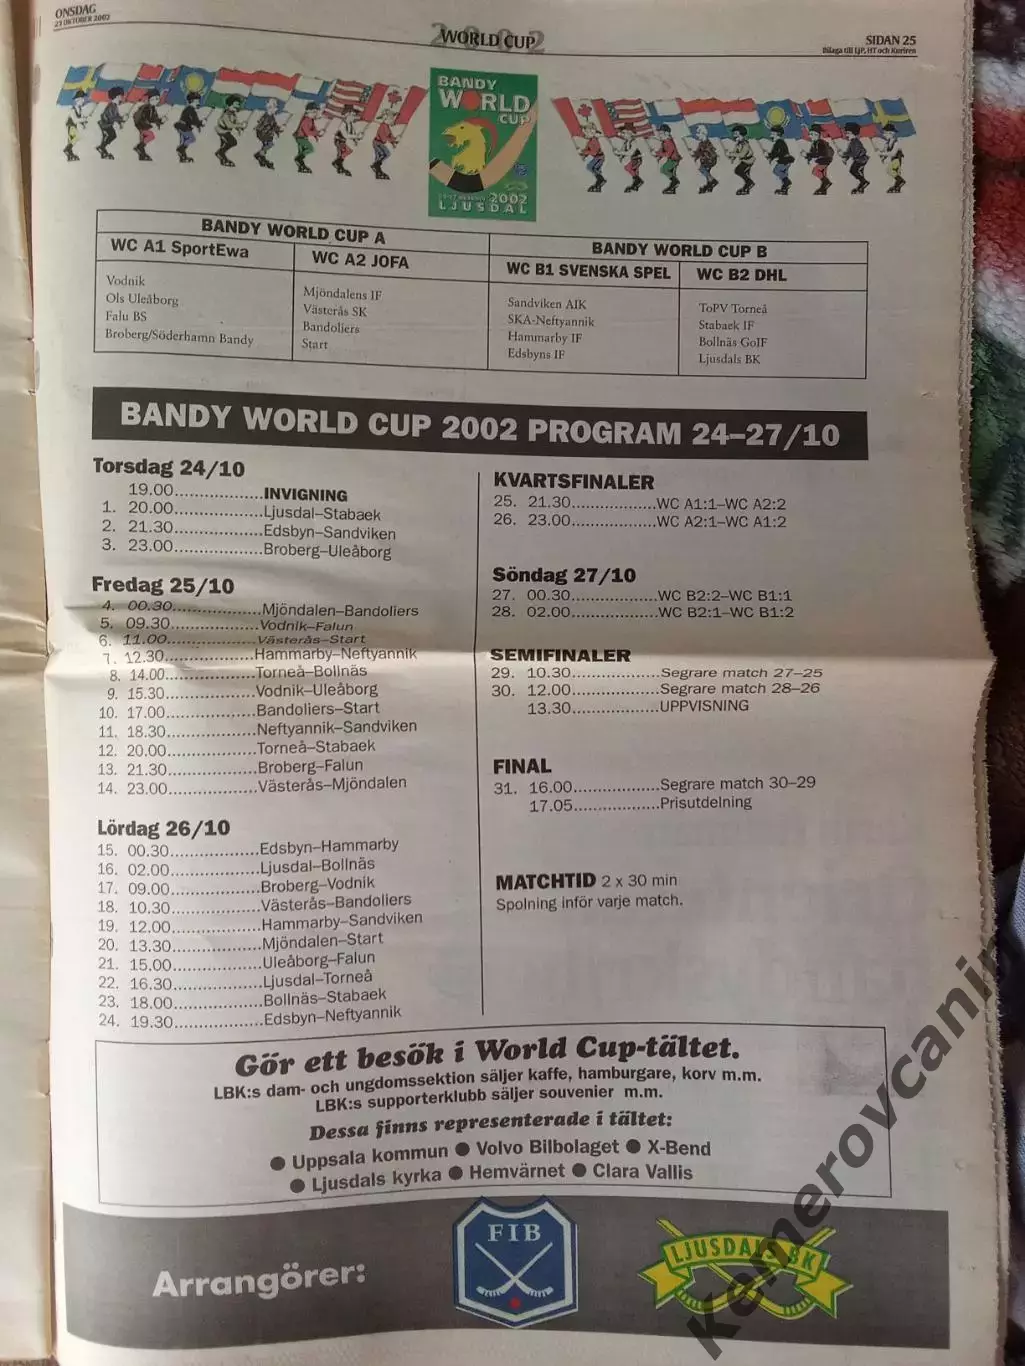 ONSDAG
23 OKTOBER 2002
2002
WORLD CUP
SIDAN 25
Bilaga till LjP, HT och Kuriren
BANDY
WORLD
CUP
2002
LJUSDAL
BANDY WORLD CUP A
BANDY WORLD CUP B
WC A1 SportEwa
Vodnik
Ols Uleåborg
Falu BS
Broberg/Söderhamn Bandy
WC A2 JOFA
Mjöndalens IF
Västerås SK
Bandoliers
Start
WC B1 SVENSKA SPEL
Sandviken AIK
SKA-Neftyannik
Hammarby IF
Edsbyns IF
WC B2 DHL
ToPV Torneå
Stabaek IF
Bollnäs GoIF
Ljusdals BK
BANDY WORLD CUP 2002 PROGRAM 24–27/10
Torsdag 24/10
19.00....................INVIGNING
1. 20.00....................Ljusdal–Stabaek
2. 21.30....................Edsbyn–Sandviken
3. 23.00....................Broberg–Uleåborg
Fredag 25/10
4. 00.30....................Mjöndalen–Bandoliers
5. 09.30....................Vodnik–Falun
6. 11.00....................Västerås–Start
7. 12.30....................Hammarby–Neftyannik
8. 14.00....................Torneå–Bollnäs
9. 15.30....................Vodnik–Uleåborg
10. 17.00....................Bandoliers–Start
11. 18.30....................Neftyannik–Sandviken
12. 20.00....................Torneå–Stabaek
13. 21.30....................Broberg–Falun
14. 23.00....................Västerås–Mjöndalen
Lördag 26/10
15. 00.30....................Edsbyn–Hammarby
16. 02.00....................Ljusdal–Bollnäs
17. 09.00....................Broberg–Vodnik
18. 10.30....................Västerås–Bandoliers
19. 12.00....................Hammarby–Sandviken
20. 13.30....................Mjöndalen–Start
21. 15.00....................Uleåborg–Falun
22. 16.30....................Ljusdal–Torneå
23. 18.00....................Bollnäs–Stabaek
24. 19.30....................Edsbyn–Neftyannik
KVARTSFINALER
25. 21.30....................WC A1:1–WC A2:2
26. 23.00....................WC A2:1–WC A1:2
Söndag 27/10
27. 00.30....................WC B2:2–WC B1:1
28. 02.00....................WC B2:1–WC B1:2
SEMIFINALER
29. 10.30....................Segrare match 27–25
30. 12.00....................Segrare match 28–26
13.30....................UPPVISNING
FINAL
31. 16.00....................Segrare match 30–29
17.05....................Prisutdelning
MATCHTID 2 x 30 min
Spolning inför varje match.
Gör ett besök i World Cup-tältet.
LBK:s dam- och ungdomssektion säljer kaffe, hamburgare, korv m.m.
LBK:s supporterklubb säljer souvenier m.m.
Dessa finns representerade i tältet:
● Uppsala kommun ● Volvo Bilbolaget ● X-Bend
● Ljusdals kyrka ● Hemvärnet ● Clara Vallis
Arrangörer:
FIB
LJUSDALS BK
Kemerovcanin